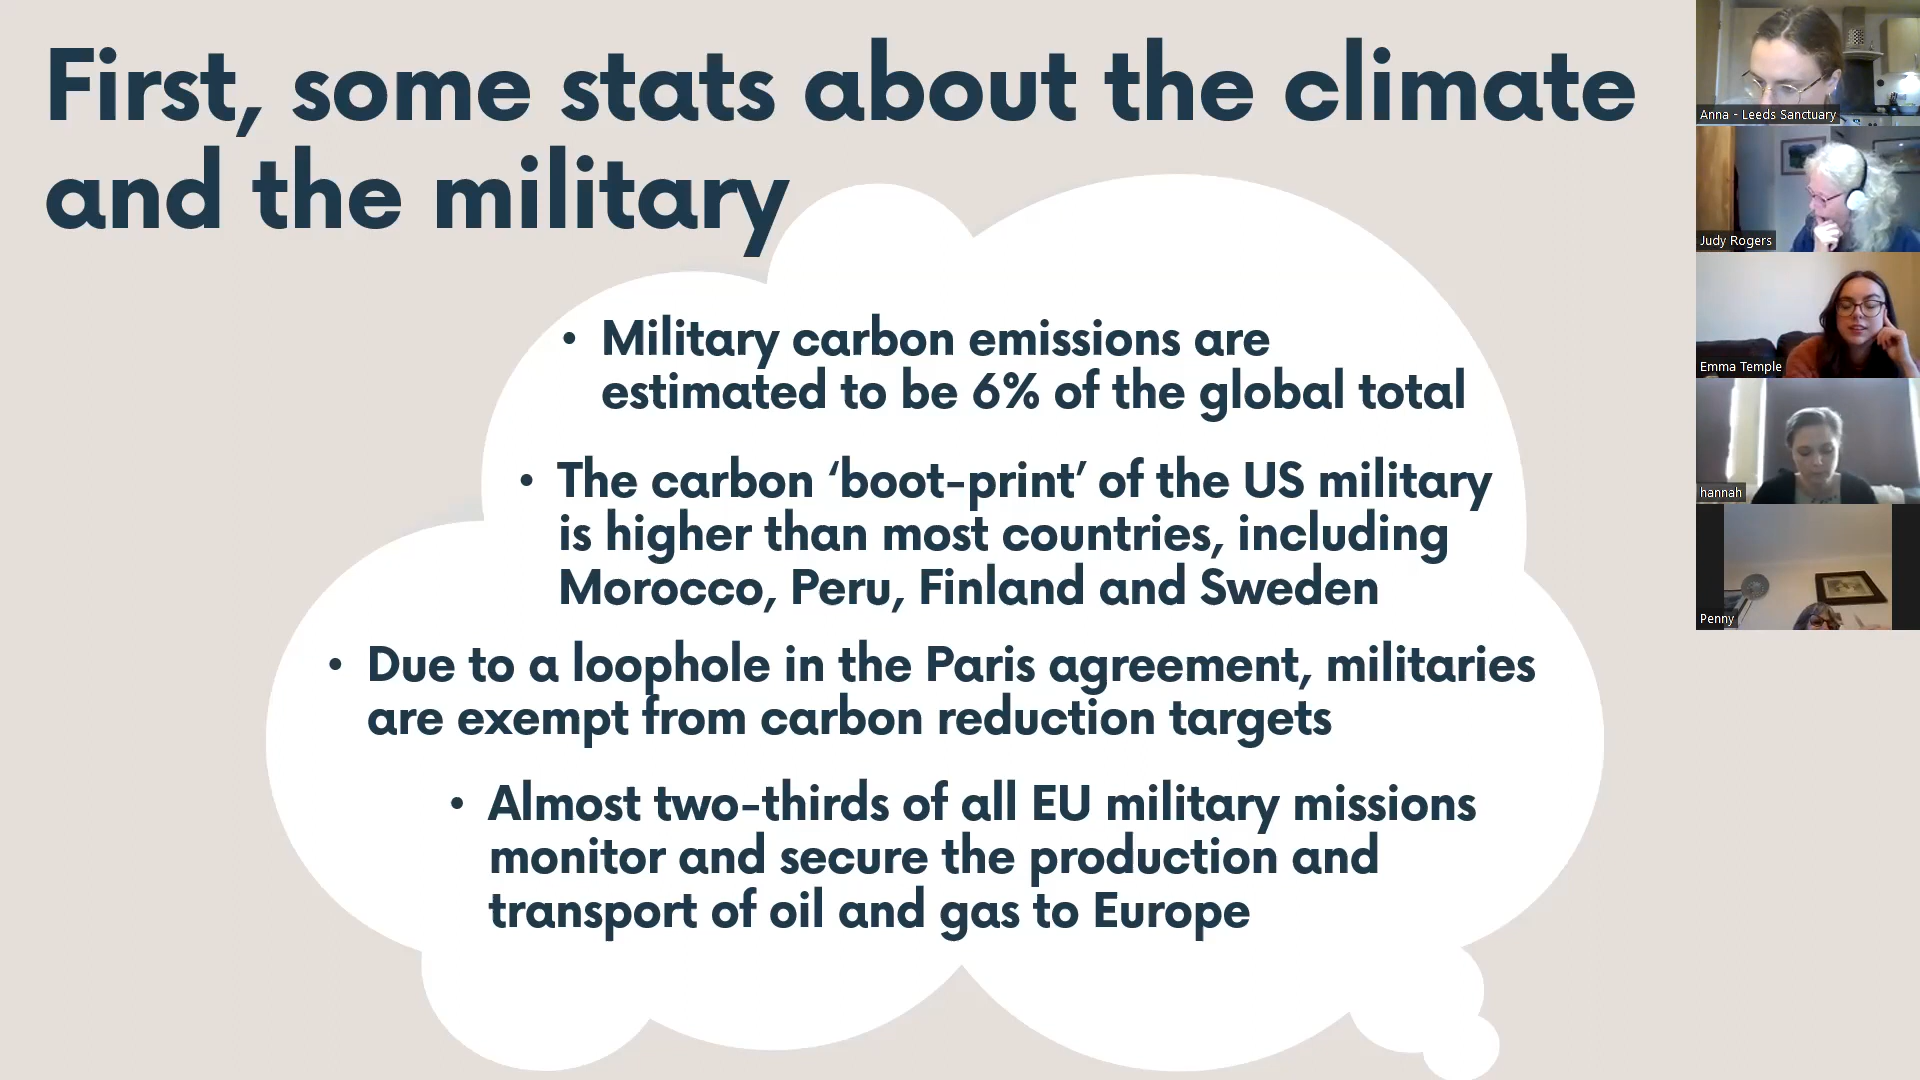 First, some stats about the climate
and the military
• Military carbon emissions are
estimated to be 6% of the global total
• The carbon ‘boot-print’ of the US military
is higher than most countries, including
Morocco, Peru, Finland and Sweden
• Due to a loophole in the Paris agreement, militaries
are exempt from carbon reduction targets
• Almost two-thirds of all EU military missions
monitor and secure the production and
transport of oil and gas to Europe
Anna - Leeds Sanctuary
Judy Rogers
Emma Temple
hannah
Penny